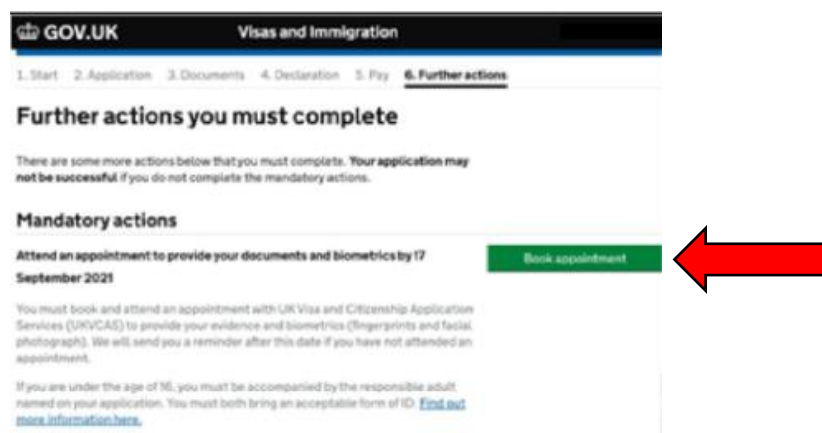 GOV.UK Visas and Immigration
1. Start 2. Application 3. Documents 4. Declaration 5. Pay 6. Further actions
Further actions you must complete
There are some more actions below that you must complete. Your application may
not be successful if you do not complete the mandatory actions.
Mandatory actions
Attend an appointment to provide your documents and biometrics by 17
September 2021
Book appointment
You must book and attend an appointment with UK Visa and Citizenship Application
Services (UKVCAS) to provide your evidence and biometrics (fingerprints and facial
photograph). We will send you a reminder after this date if you have not attended an
appointment.
If you are under the age of 16, you must be accompanied by the responsible adult
named on your application. You must both bring an acceptable form of ID. Find out
more information here.